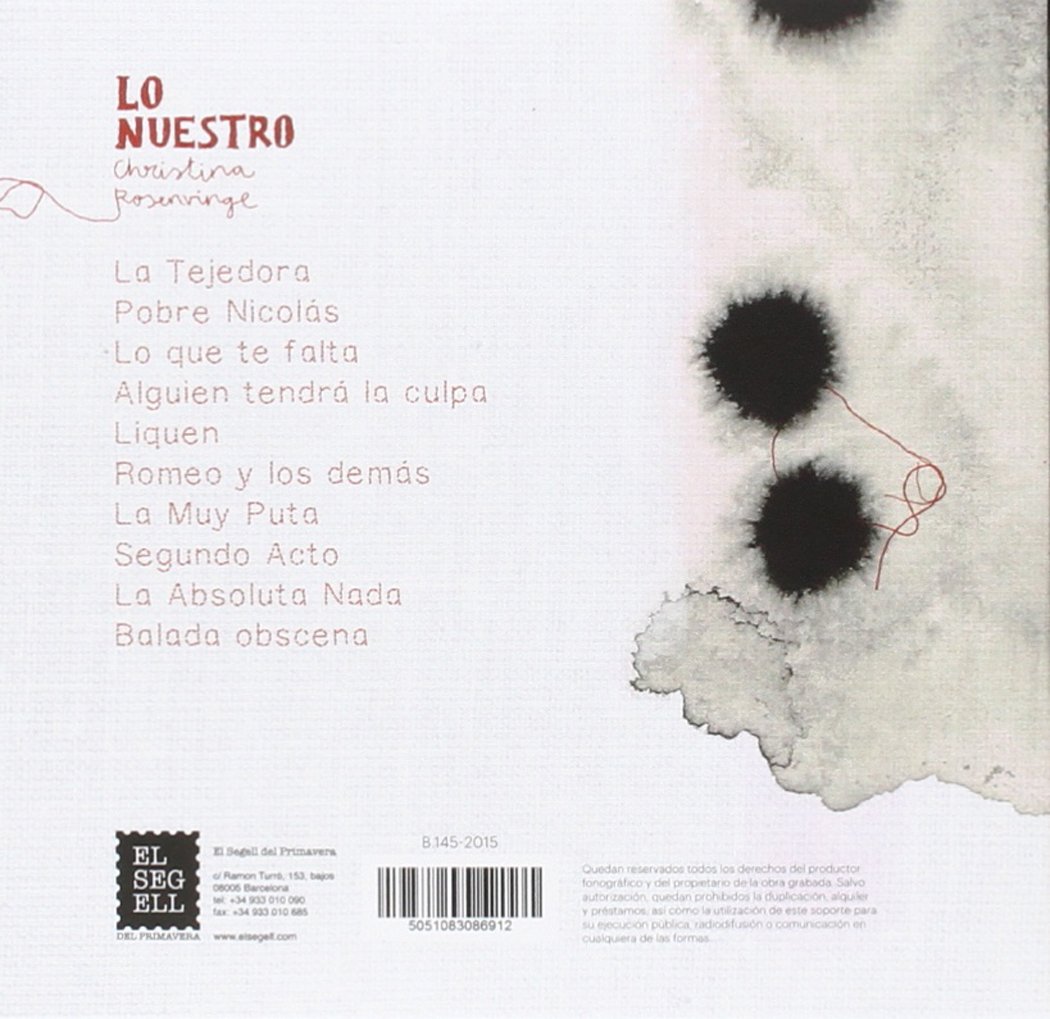 LO
NUESTRO
Christina
Rosenvinge
La Tejedora
Pobre Nicolás
Lo que te falta
Alguien tendrá la culpa
Liquen
Romeo y los demás
La Muy Puta
Segundo Acto
La Absoluta Nada
Balada obscena
EL
SEG
ELL
DEL PRIMAVERA
El Segell del Primavera
c/ Ramon Turró, 153, bajos
08005 Barcelona
tel: +34 933 010 090
fax: +34 933 010 685
www.elsegell.com
B.145-2015
5051083086912
Quedan reservados todos los derechos del productor
fonográfico y del propietario de la obra grabada. Salvo
autorización, quedan prohibidos la duplicación, alquiler
y préstamos, así como la utilización de este soporte para
su ejecución pública, radiodifusión o comunicación en
cualquiera de las formas...